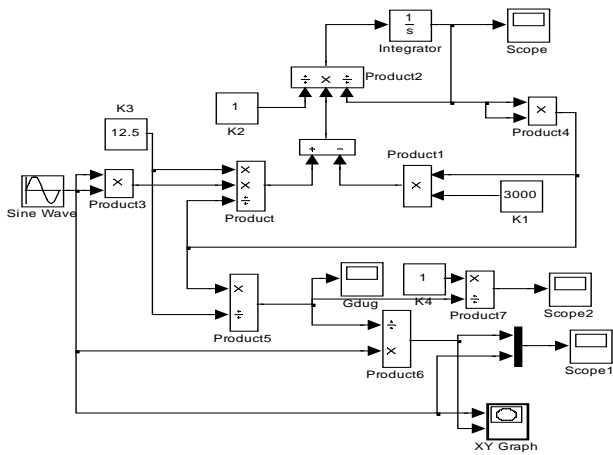 1
s
Integrator
Scope
÷ × ÷
Product2
K3
12.5
1
K2
×
Product4
+ −
Product1
×
Sine Wave
×
Product3
×
×
÷
Product
3000
K1
×
÷
Product5
Gdug
1
K4
×
÷
Product7
Scope2
÷
×
Product6
Scope1
XY Graph